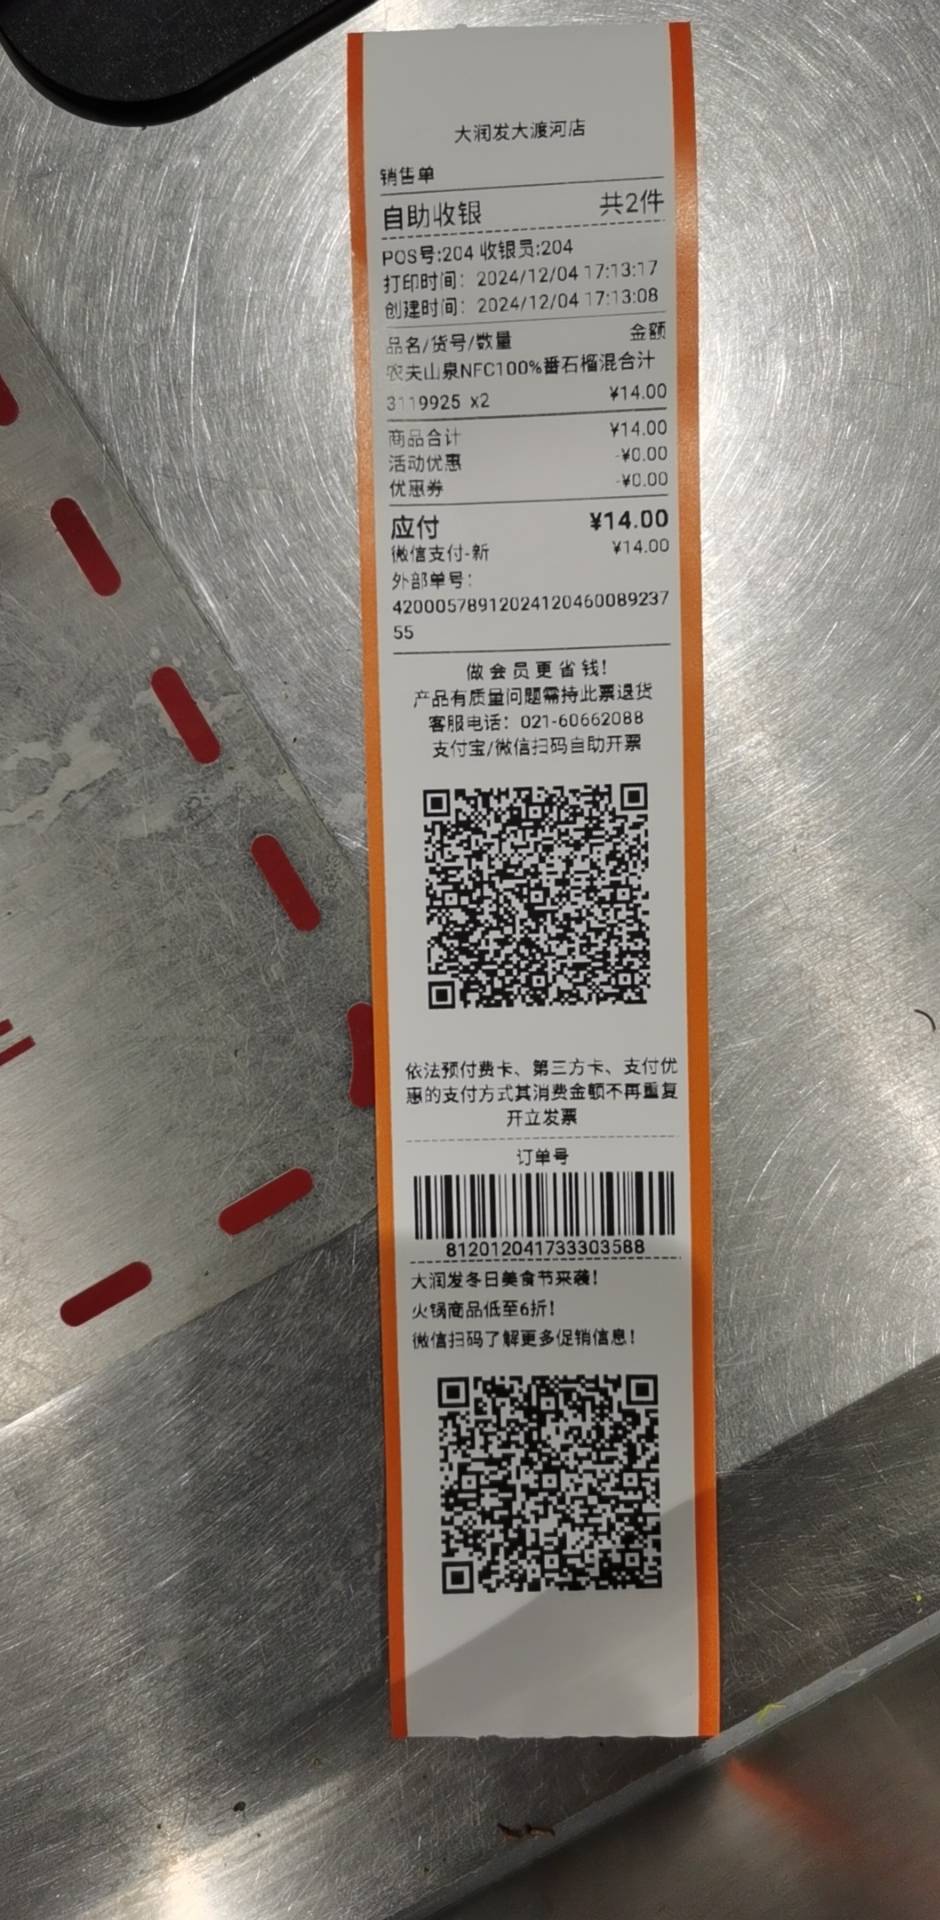 大润发大渡河店
销售单
自助收银 共2件
POS号:204 收银员:204
打印时间: 2024/12/04 17:13:17
创建时间: 2024/12/04 17:13:08
品名/货号/数量 金额
农夫山泉NFC100%番石榴混合汁
3119925 x2 ¥14.00
商品合计 ¥14.00
活动优惠 -¥0.00
优惠券 -¥0.00
应付 ¥14.00
微信支付-新 ¥14.00
外部单号:
42000578912024120460089237
55
做会员更省钱!
产品有质量问题需持此票退货
客服电话: 021-60662088
支付宝/微信扫码自助开票
依法预付费卡、第三方卡、支付优
惠的支付方式其消费金额不再重复
开立发票
订单号
812012041733303588
大润发冬日美食节来袭!
火锅商品低至6折!
微信扫码了解更多促销信息!